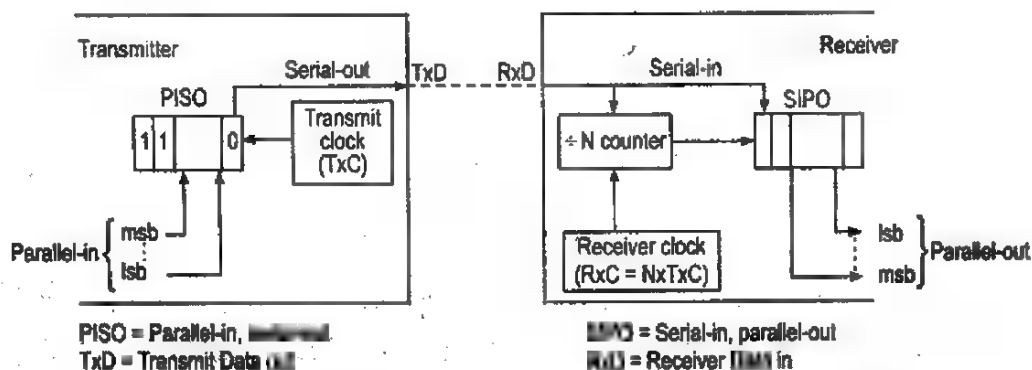 Transmitter
Receiver
Serial-out
TxD
RxD
Serial-in
PISO
SIPO
1 1 0
Transmit
clock
(TxC)
÷ N counter
Parallel-in
msb
lsb
Receiver clock
(RxC = NxTxC)
lsb
msb
Parallel-out
PISO = Parallel-in,
TxD = Transmit Data
= Serial-in, parallel-out
= Receiver in